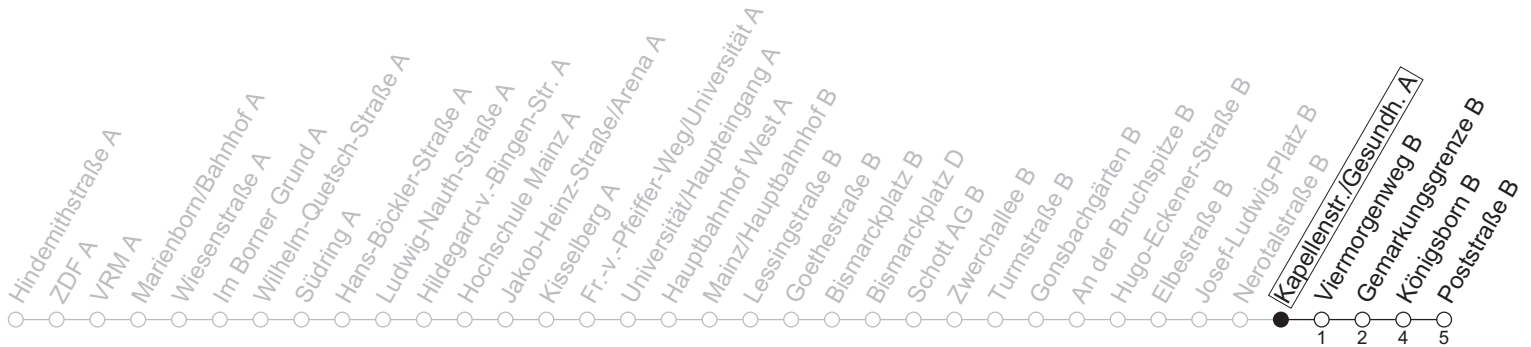 Hindemithstraße A
ZDF A
VRM A
Marienborn/Bahnhof A
Wiesenstraße A
Im Borner Grund A
Wilhelm-Quetsch-Straße A
Südring A
Hans-Böckler-Straße A
Ludwig-Nauth-Straße A
Hildegard-v.-Bingen-Str. A
Hochschule Mainz A
Jakob-Heinz-Straße/Arena A
Kisselberg A
Fr.-v.-Pfeiffer-Weg/Universität A
Universität/Haupteingang A
Hauptbahnhof West A
Mainz/Hauptbahnhof B
Lessingstraße B
Goethestraße B
Bismarckplatz B
Bismarckplatz D
Schott AG B
Zwerchallee B
Turmstraße B
Gonsbachgärten B
An der Bruchspitze B
Hugo-Eckener-Straße B
Elbestraße B
Josef-Ludwig-Platz B
Nerotalstraße B
Kapellenstr./Gesundh. A
Viermorgenweg B
Gemarkungsgrenze B
Königsborn B
Poststraße B
1 2 4 5